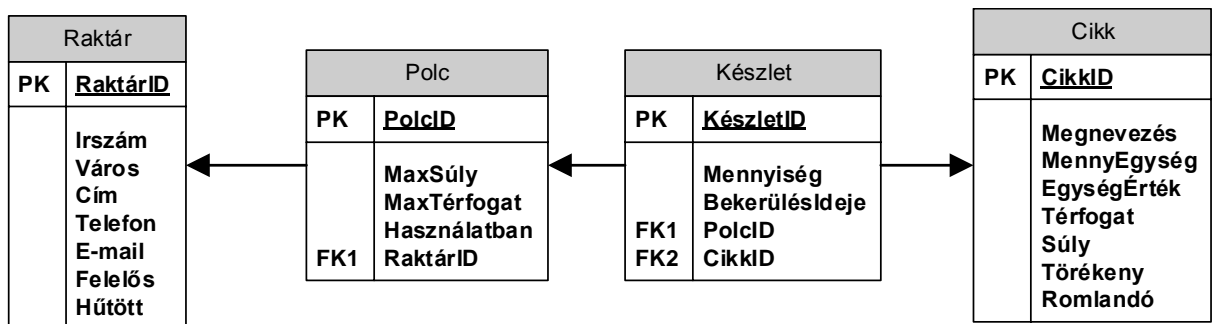 Raktár
PK RaktárID
Irszám
Város
Cím
Telefon
E-mail
Felelős
Hűtött
Polc
PK PolcID
MaxSúly
MaxTérfogat
Használatban
FK1 RaktárID
Készlet
PK KészletID
Mennyiség
BekerülésIdeje
FK1 PolcID
FK2 CikkID
Cikk
PK CikkID
Megnevezés
MennyEgység
EgységÉrték
Térfogat
Súly
Törékeny
Romlandó